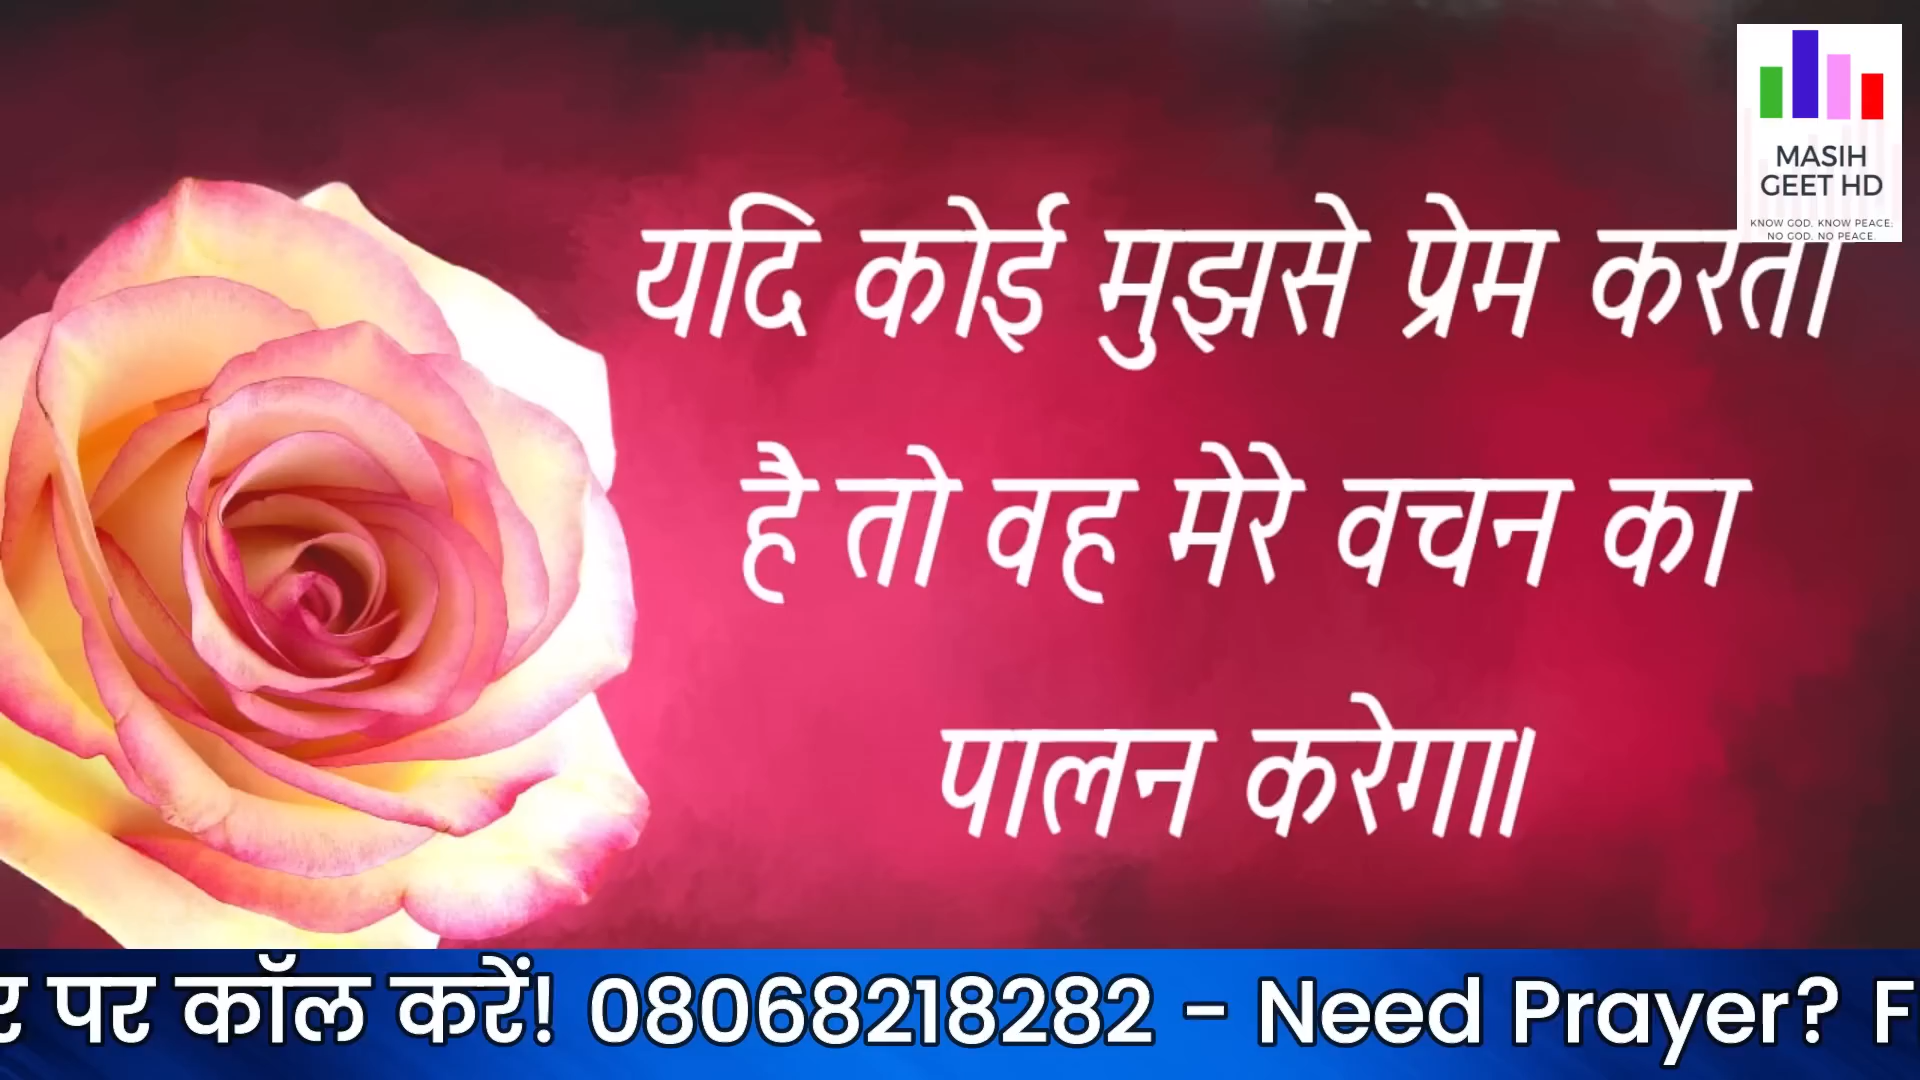 MASIH
GEET HD
KNOW GOD, KNOW PEACE;
NO GOD, NO PEACE
यदि कोई मुझसे प्रेम करता
है तो वह मेरे वचन का
पालन करेगा।
पर कॉल करें! 08068218282 - Need Prayer?